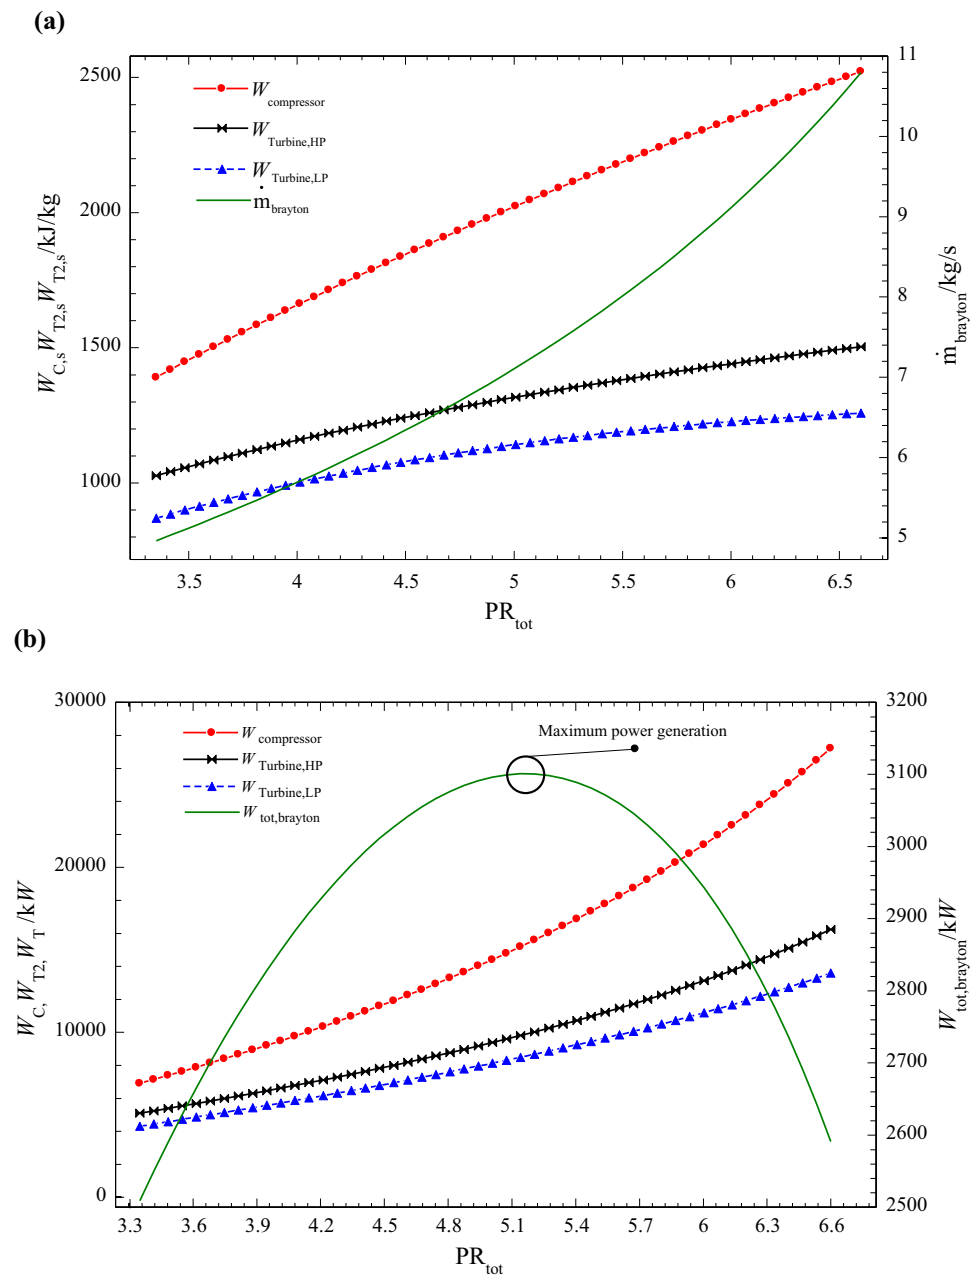 (a)
2500
2000
1500
1000
W_C,s W_T2,s W_T2,s/kJ/kg
W_compressor
W_Turbine,HP
W_Turbine,LP
ṁ_brayton
11
10
9
8
7
6
5
ṁ_brayton/kg/s
3.5 4 4.5 5 5.5 6 6.5
PR_tot
(b)
30000
20000
10000
0
W_C, W_T2, W_T /kW
W_compressor
W_Turbine,HP
W_Turbine,LP
W_tot,brayton
Maximum power generation
3200
3100
3000
2900
2800
2700
2600
2500
W_tot,brayton/kW
3.3 3.6 3.9 4.2 4.5 4.8 5.1 5.4 5.7 6 6.3 6.6
PR_tot